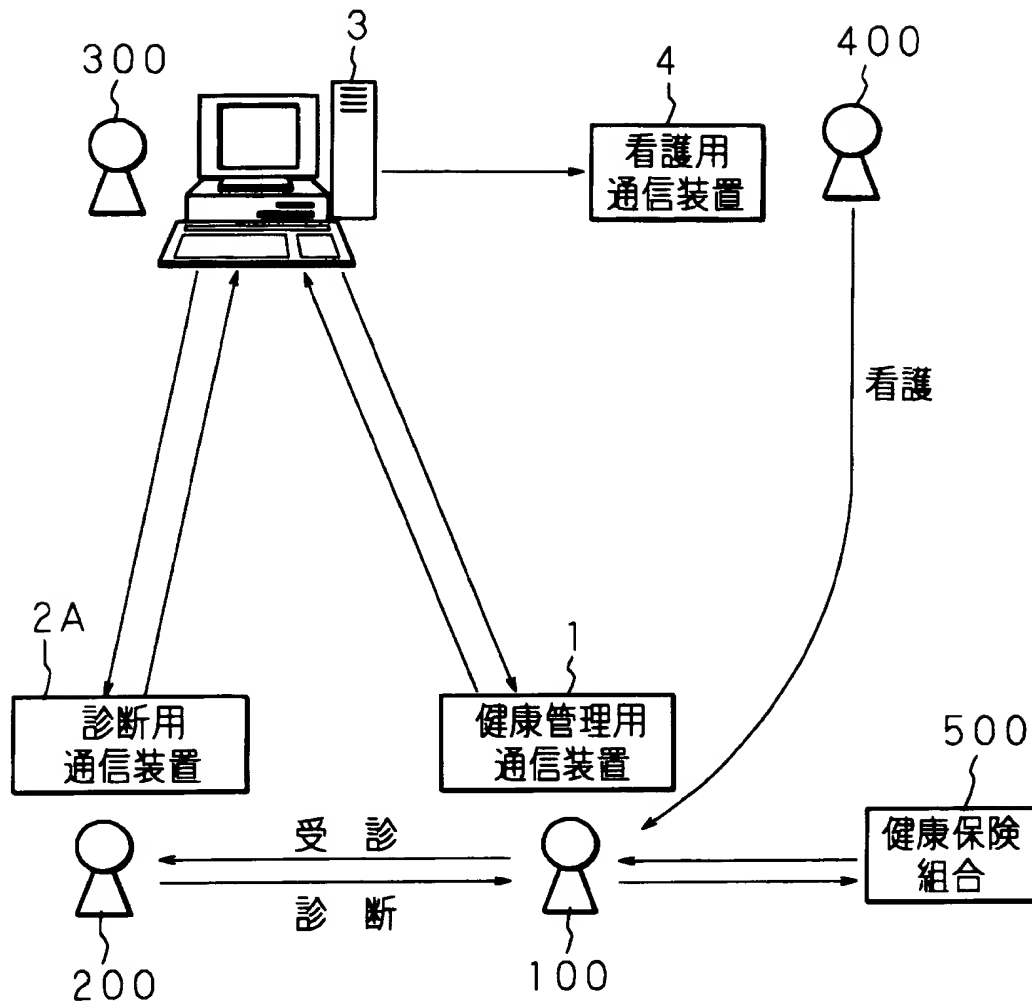 3
300
4
400
看護用
通信装置
看護
2A
1
診断用
通信装置
健康管理用
通信装置
500
受 診
健康保険
組合
診 断
200
100